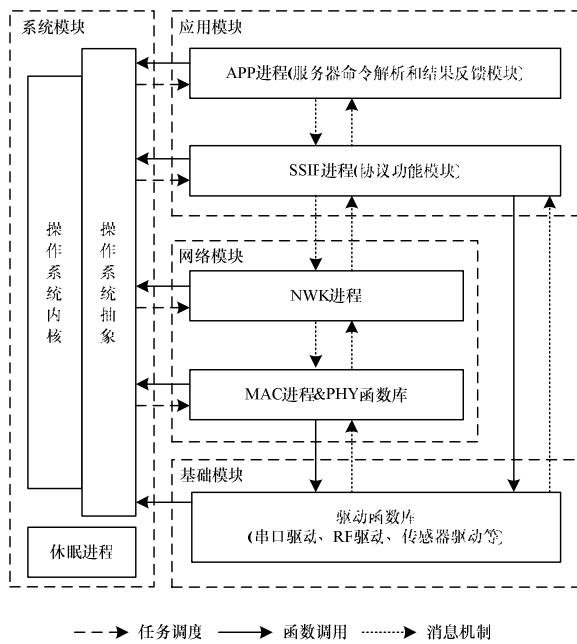 系统模块
应用模块
APP进程(服务器命令解析和结果反馈模块)
SSIF进程(协议功能模块)
操作系统内核
操作系统抽象
网络模块
NWK进程
MAC进程&PHY函数库
基础模块
驱动函数库
(串口驱动、RF驱动、传感器驱动等)
休眠进程
任务调度
函数调用
消息机制